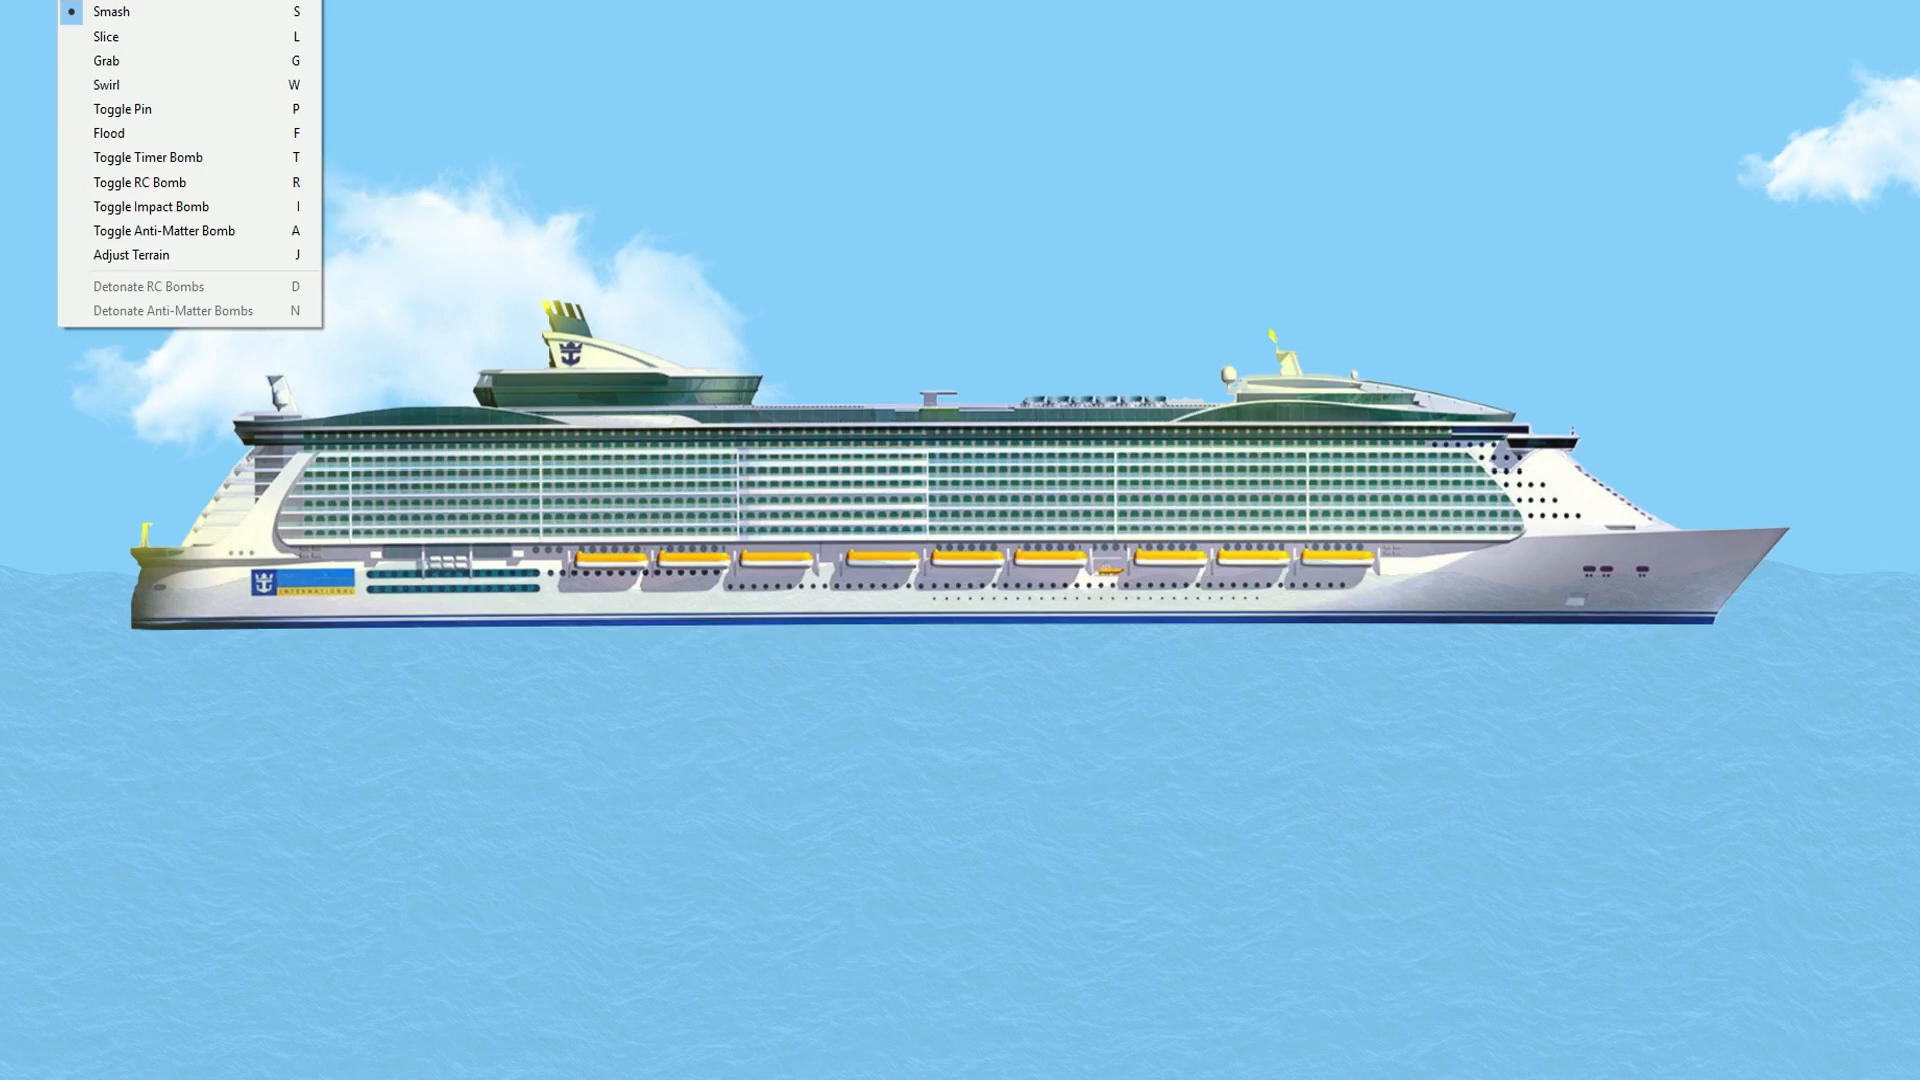 Smash S
Slice L
Grab G
Swirl W
Toggle Pin P
Flood F
Toggle Timer Bomb T
Toggle RC Bomb R
Toggle Impact Bomb I
Toggle Anti-Matter Bomb A
Adjust Terrain J
Detonate RC Bombs D
Detonate Anti-Matter Bombs N
INTERNATIONAL